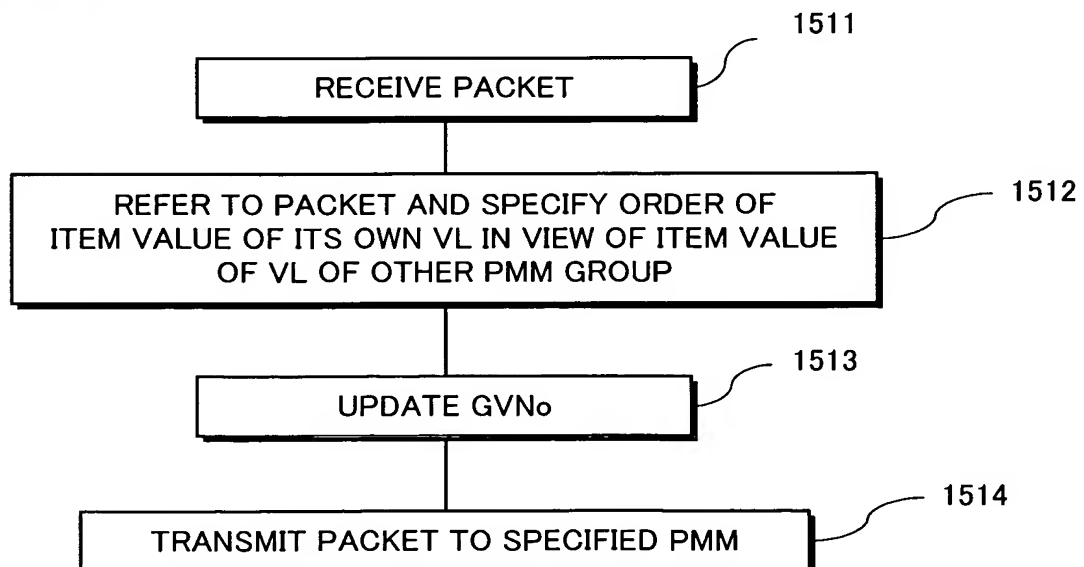 1511
RECEIVE PACKET
1512
REFER TO PACKET AND SPECIFY ORDER OF
ITEM VALUE OF ITS OWN VL IN VIEW OF ITEM VALUE
OF VL OF OTHER PMM GROUP
1513
UPDATE GVNo
1514
TRANSMIT PACKET TO SPECIFIED PMM